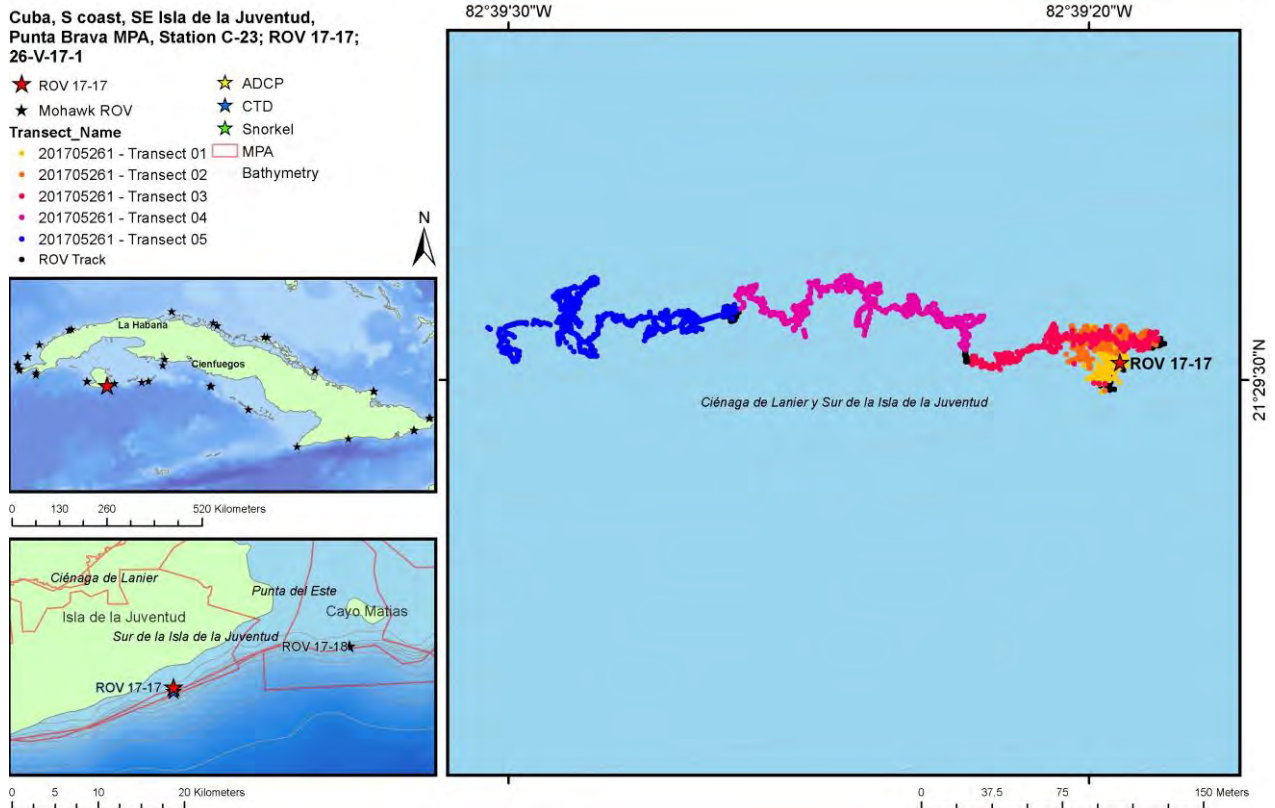 Cuba, S coast, SE Isla de la Juventud,
Punta Brava MPA, Station C-23; ROV 17-17;
26-V-17-1
ROV 17-17
Mohawk ROV
Transect_Name
201705261 - Transect 01
201705261 - Transect 02
201705261 - Transect 03
201705261 - Transect 04
201705261 - Transect 05
ROV Track
ADCP
CTD
Snorkel
MPA
Bathymetry
N
La Habana
Cienfuegos
0 130 260 520 Kilometers
Ciénaga de Lanier
Punta del Este
Isla de la Juventud
Cayo Matias
Sur de la Isla de la Juventud
ROV 17-18
ROV 17-17
0 5 10 20 Kilometers
82°39'30"W
82°39'20"W
ROV 17-17
21°29'30"N
Ciénaga de Lanier y Sur de la Isla de la Juventud
0 37.5 75 150 Meters